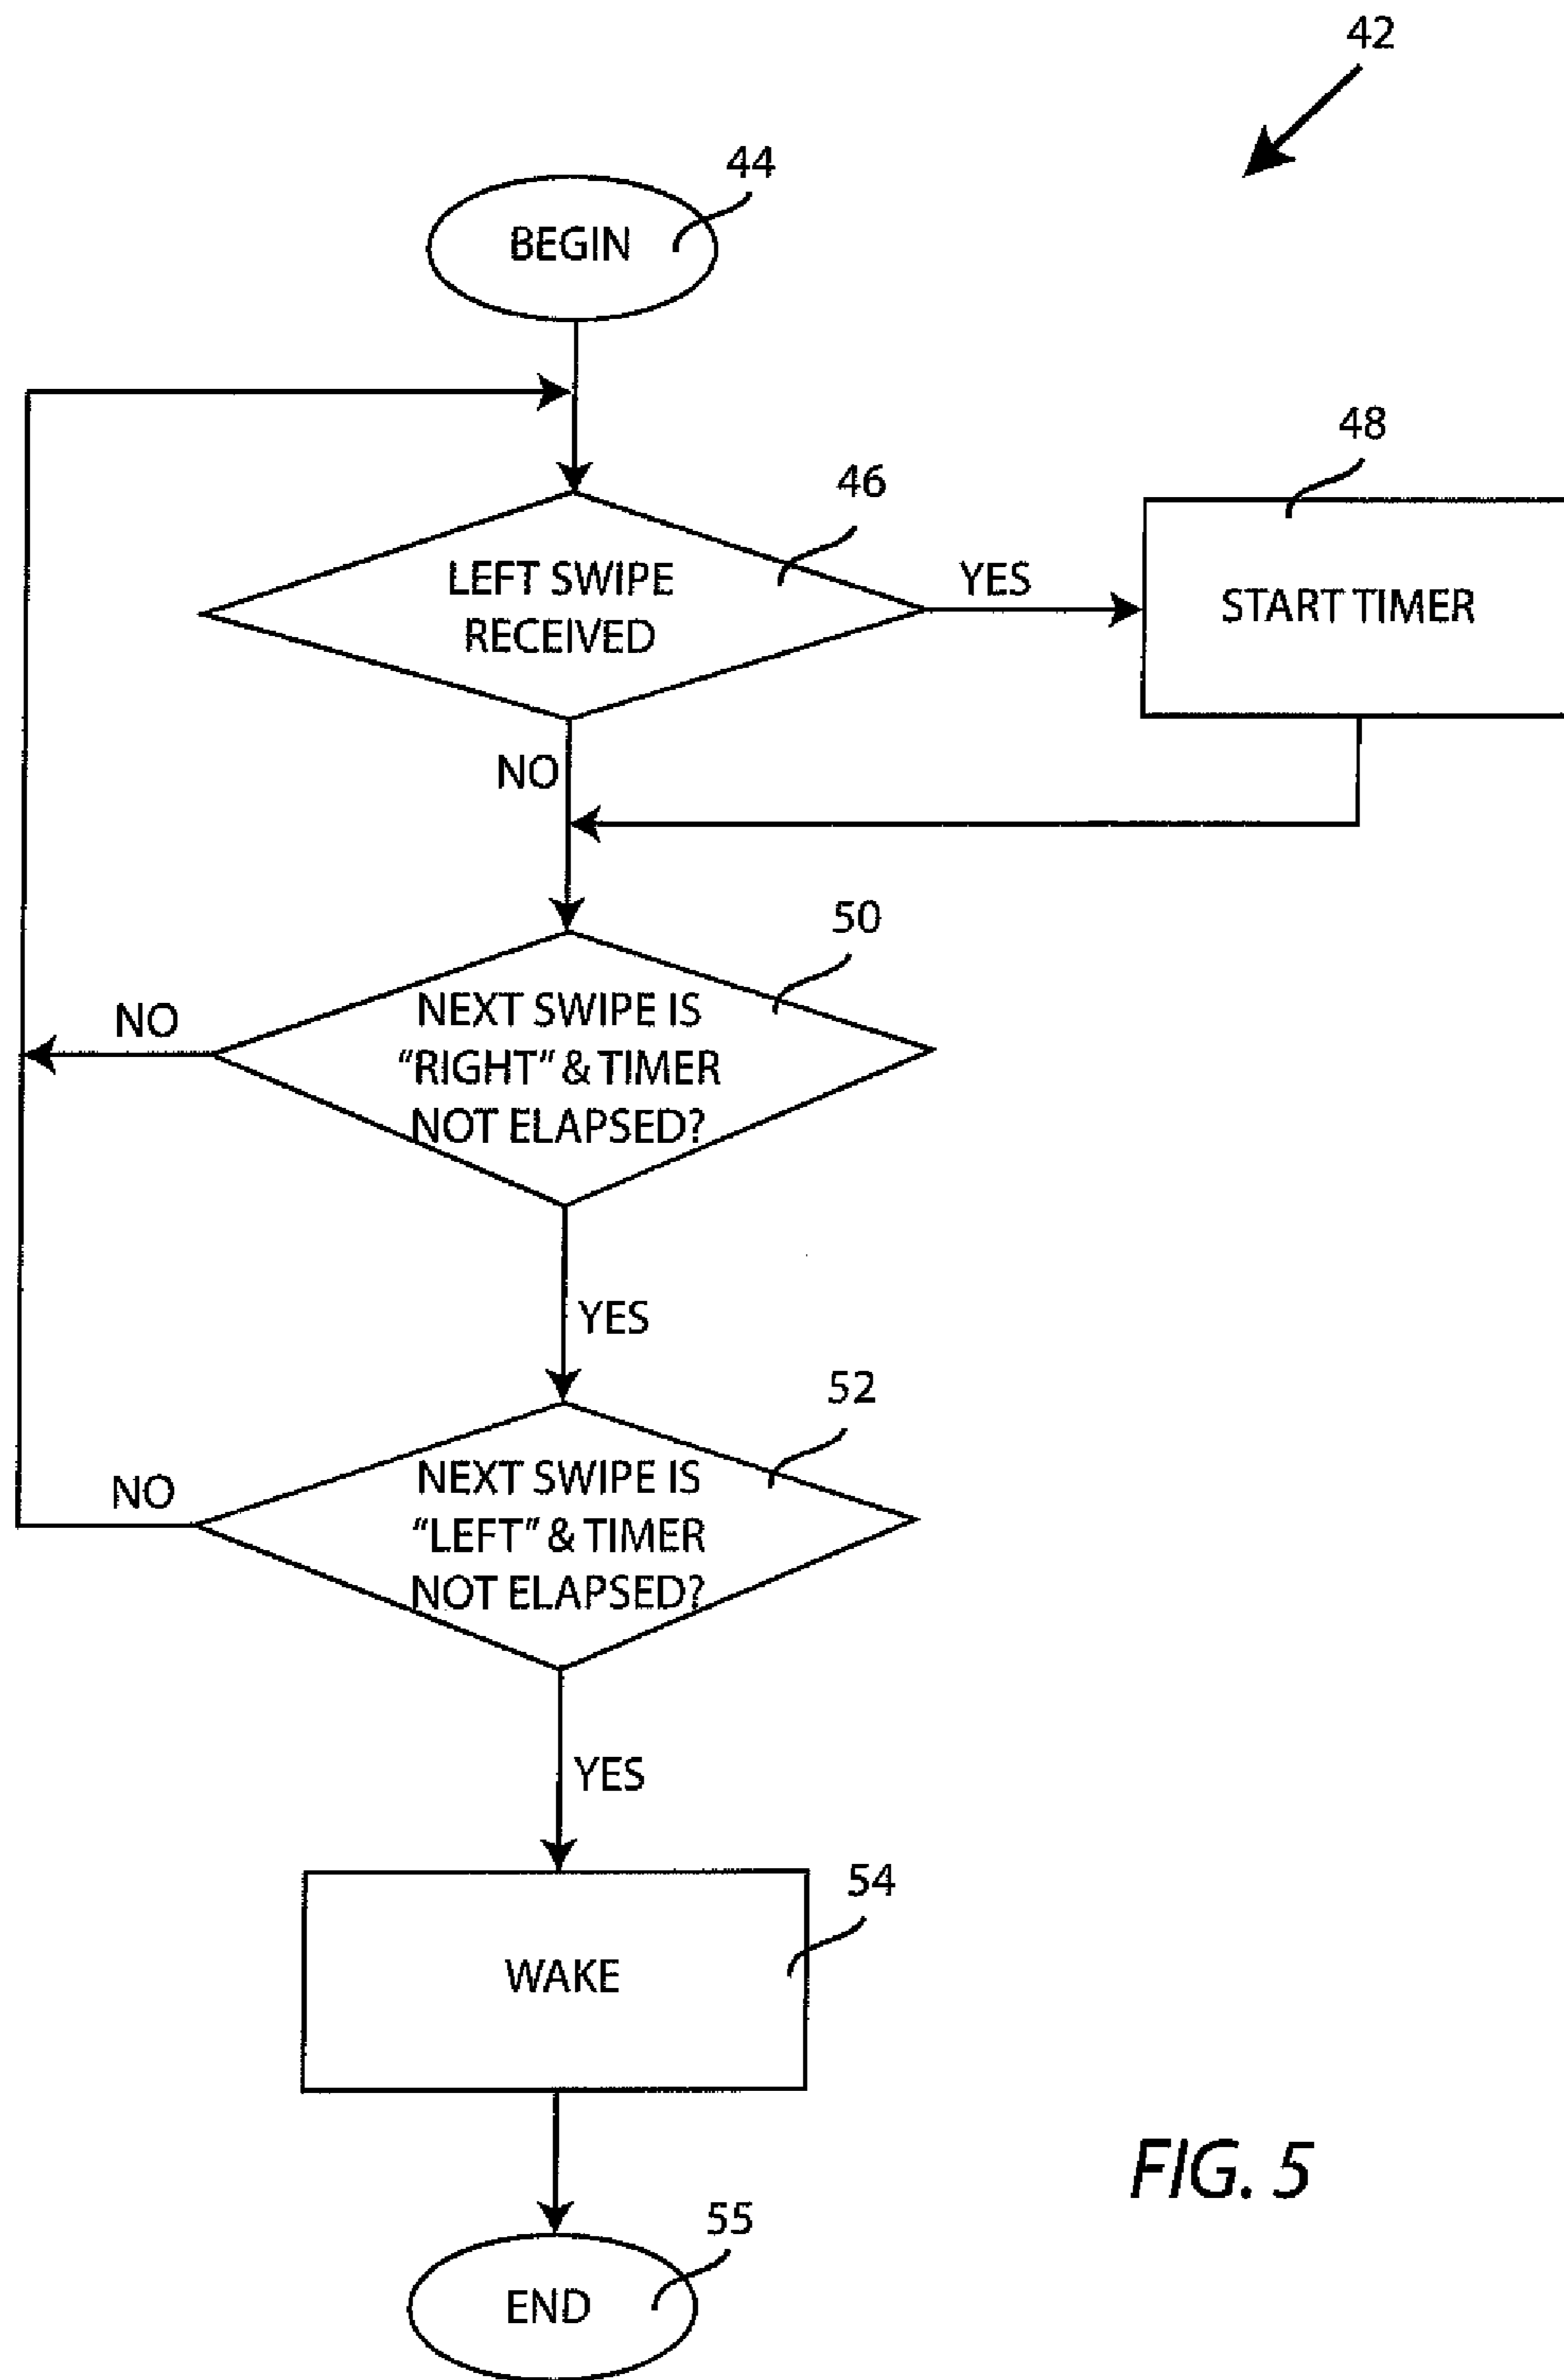 42
44
BEGIN
46
LEFT SWIPE
RECEIVED
YES
48
START TIMER
NO
50
NEXT SWIPE IS
"RIGHT" & TIMER
NOT ELAPSED?
NO
YES
52
NEXT SWIPE IS
"LEFT" & TIMER
NOT ELAPSED?
NO
YES
54
WAKE
55
END
FIG. 5